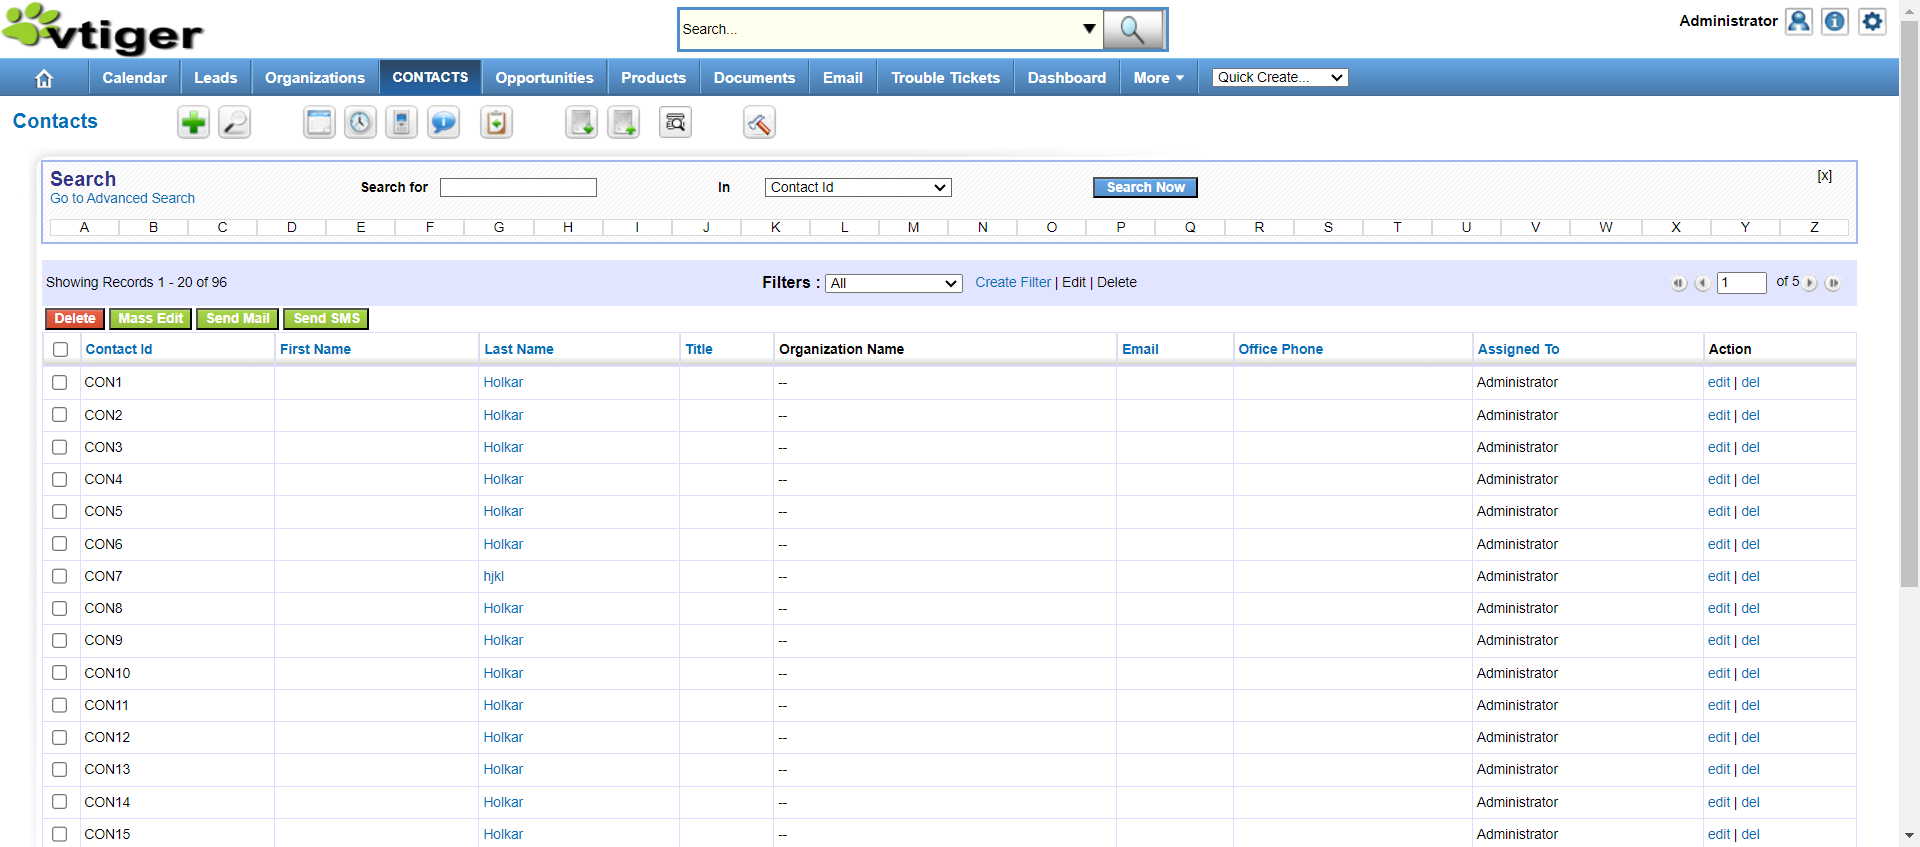 vtiger
Search...
Administrator
Calendar Leads Organizations CONTACTS Opportunities Products Documents Email Trouble Tickets Dashboard More Quick Create...
Contacts
Search
Go to Advanced Search
Search for In Contact Id Search Now [x]
A B C D E F G H I J K L M N O P Q R S T U V W X Y Z
Showing Records 1 - 20 of 96 Filters : All Create Filter | Edit | Delete 1 of 5
Delete Mass Edit Send Mail Send SMS
Contact Id First Name Last Name Title Organization Name Email Office Phone Assigned To Action
CON1 Holkar -- Administrator edit | del
CON2 Holkar -- Administrator edit | del
CON3 Holkar -- Administrator edit | del
CON4 Holkar -- Administrator edit | del
CON5 Holkar -- Administrator edit | del
CON6 Holkar -- Administrator edit | del
CON7 hjkl -- Administrator edit | del
CON8 Holkar -- Administrator edit | del
CON9 Holkar -- Administrator edit | del
CON10 Holkar -- Administrator edit | del
CON11 Holkar -- Administrator edit | del
CON12 Holkar -- Administrator edit | del
CON13 Holkar -- Administrator edit | del
CON14 Holkar -- Administrator edit | del
CON15 Holkar -- Administrator edit | del